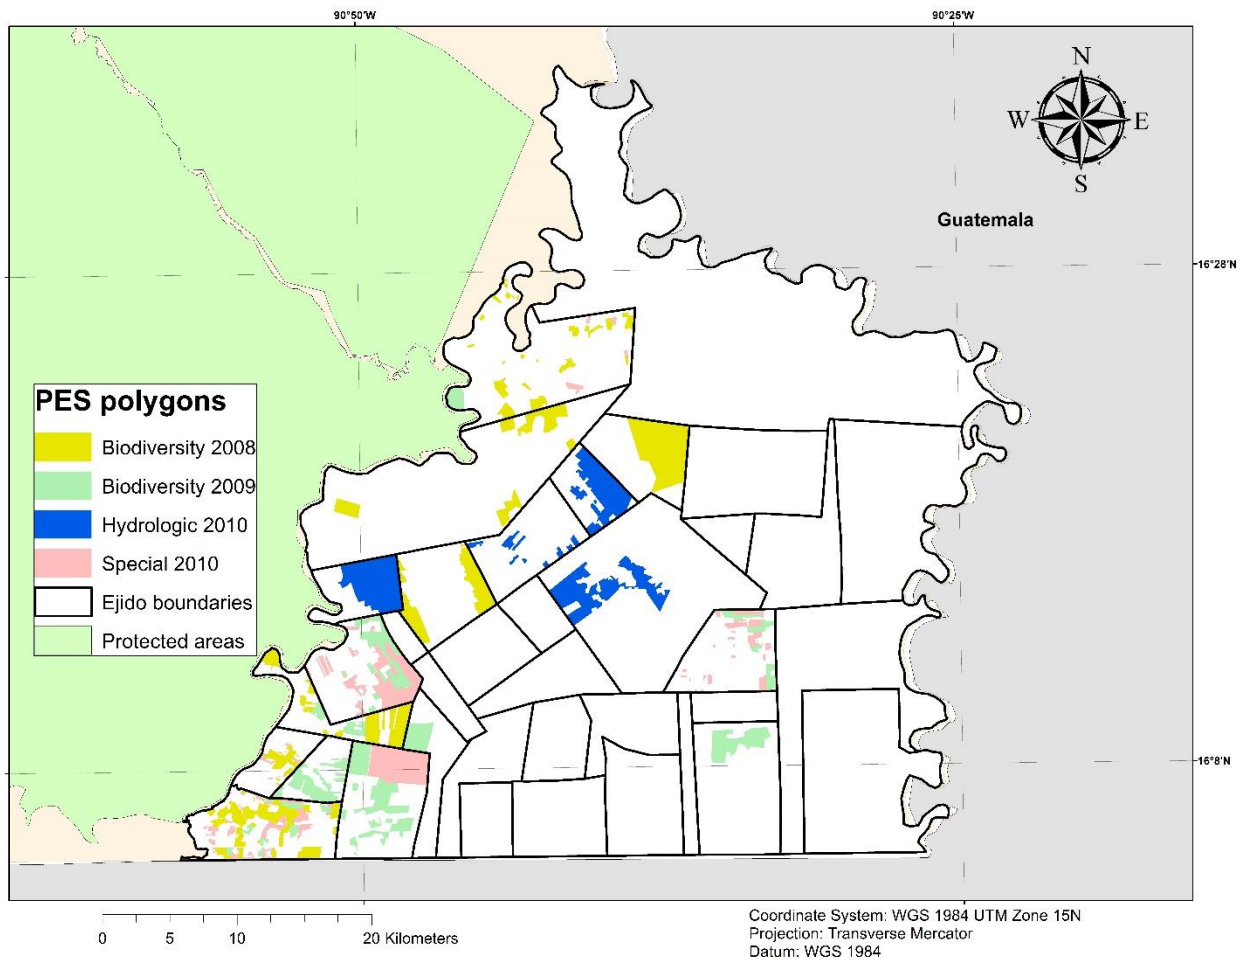 90°50'W
90°25'W
N
W
E
S
Guatemala
16°28'N
PES polygons
Biodiversity 2008
Biodiversity 2009
Hydrologic 2010
Special 2010
Ejido boundaries
Protected areas
16°8'N
0 5 10 20 Kilometers
Coordinate System: WGS 1984 UTM Zone 15N
Projection: Transverse Mercator
Datum: WGS 1984